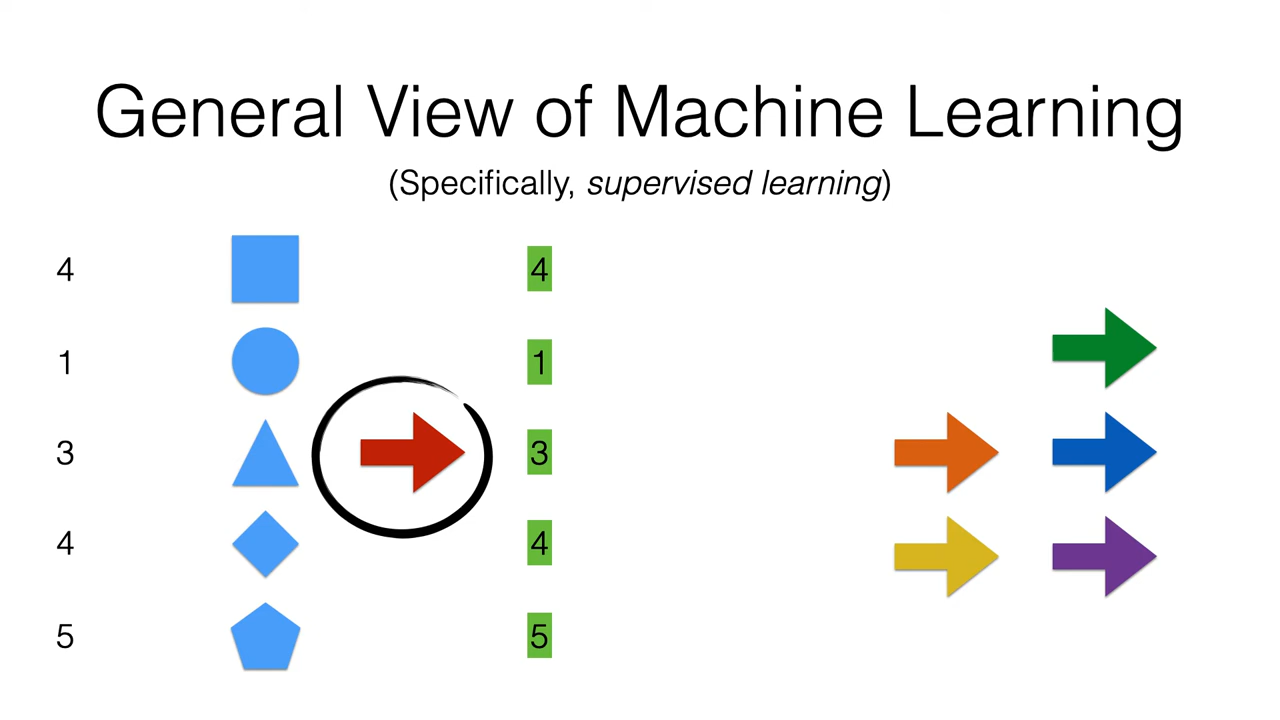 General View of Machine Learning
(Specifically, supervised learning)
4 4
1 1
3 3
4 4
5 5